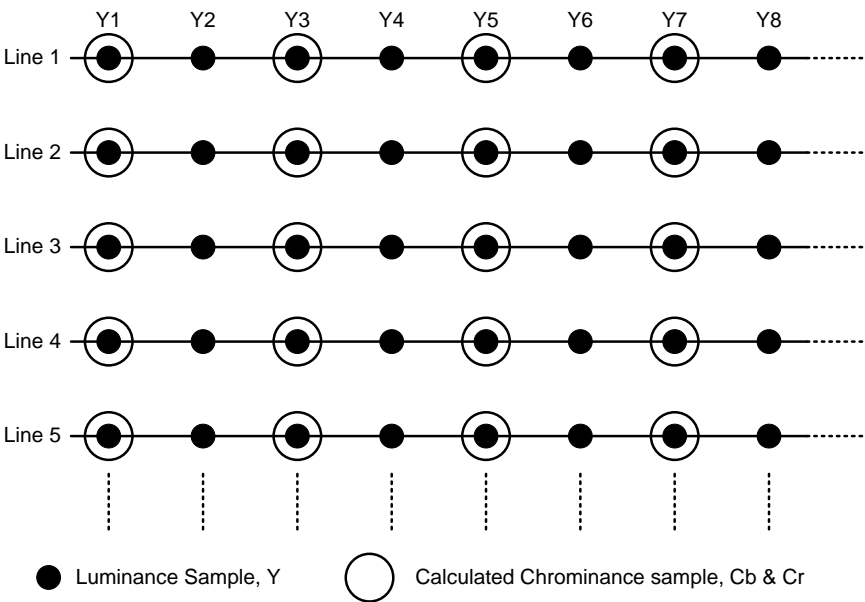 Y1 Y2 Y3 Y4 Y5 Y6 Y7 Y8
Line 1
Line 2
Line 3
Line 4
Line 5
Luminance Sample, Y
Calculated Chrominance sample, Cb & Cr